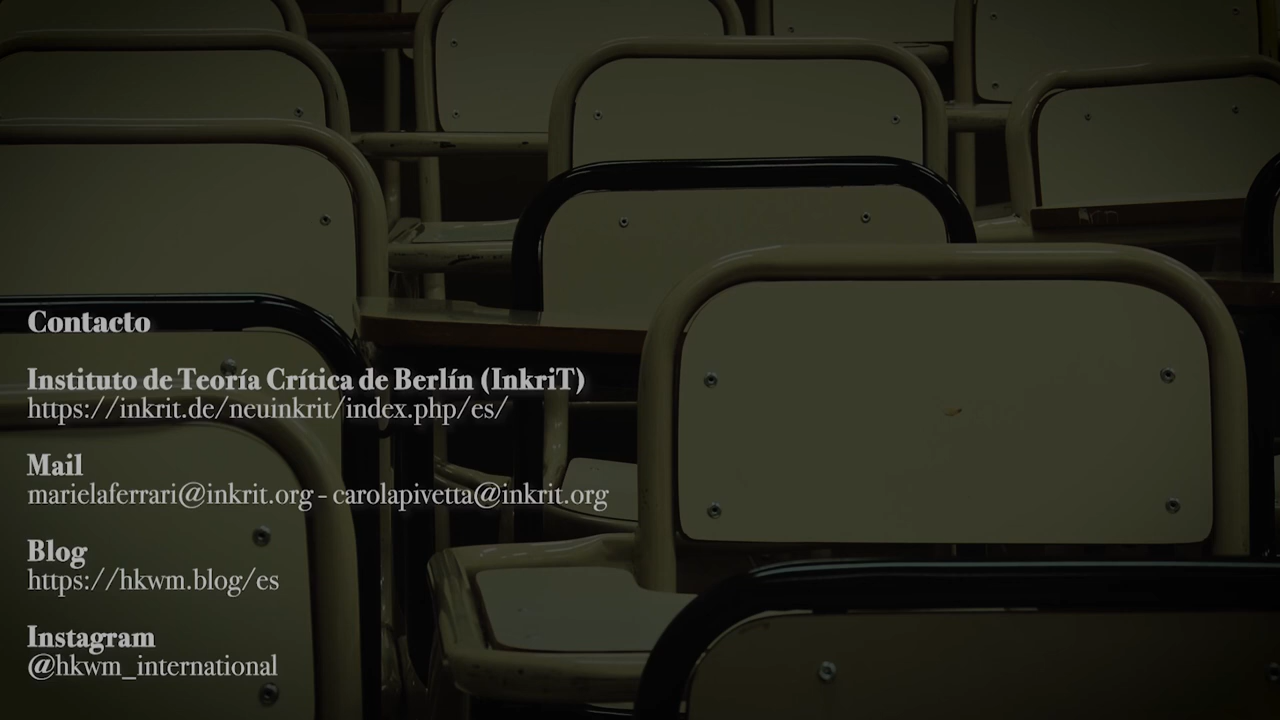 Contacto
Instituto de Teoría Crítica de Berlín (InkriT)
https://inkrit.de/neuinkrit/index.php/es/
Mail
marielaferrari@inkrit.org - carolapivetta@inkrit.org
Blog
https://hkwm.blog/es
Instagram
@hkwm_international